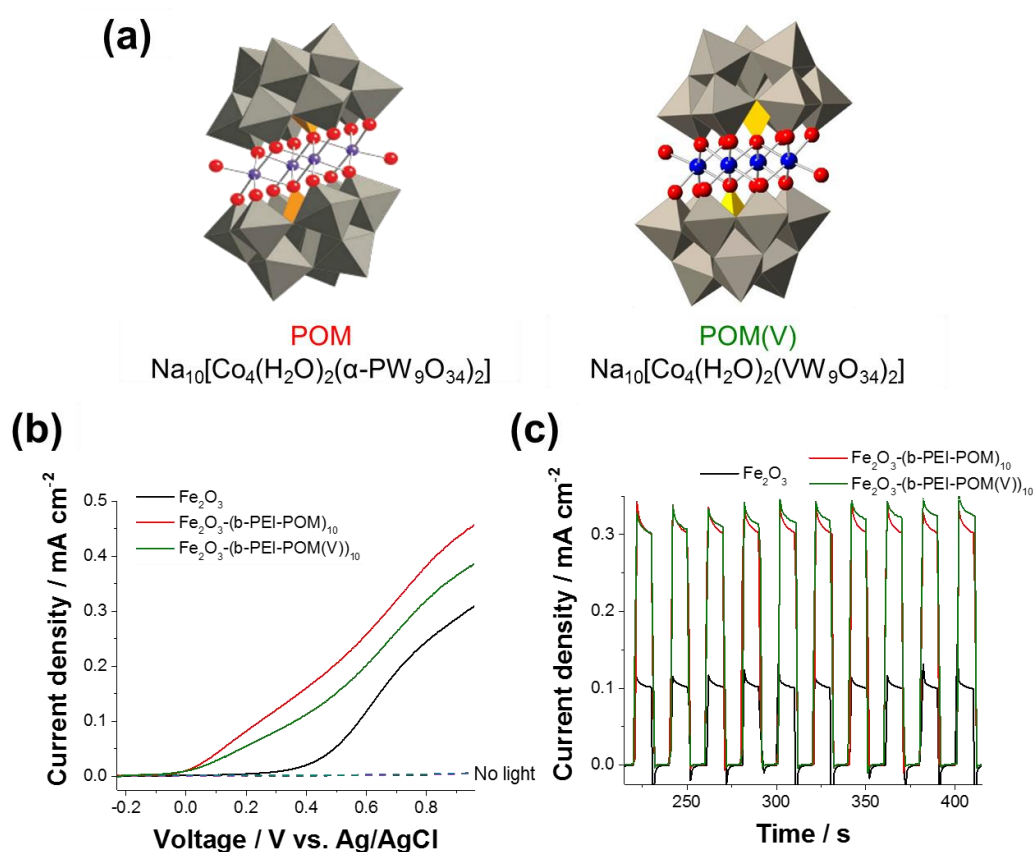 (a)
POM
Na₁₀[Co₄(H₂O)₂(α-PW₉O₃₄)₂]
POM(V)
Na₁₀[Co₄(H₂O)₂(VW₉O₃₄)₂]
(b)
Current density / mA cm⁻²
0.5
0.4
0.3
0.2
0.1
0.0
Fe₂O₃
Fe₂O₃-(b-PEI-POM)₁₀
Fe₂O₃-(b-PEI-POM(V))₁₀
No light
-0.2 0.0 0.2 0.4 0.6 0.8
Voltage / V vs. Ag/AgCl
(c)
Fe₂O₃
Fe₂O₃-(b-PEI-POM)₁₀
Fe₂O₃-(b-PEI-POM(V))₁₀
Current density / mA cm⁻²
0.3
0.2
0.1
0.0
250 300 350 400
Time / s